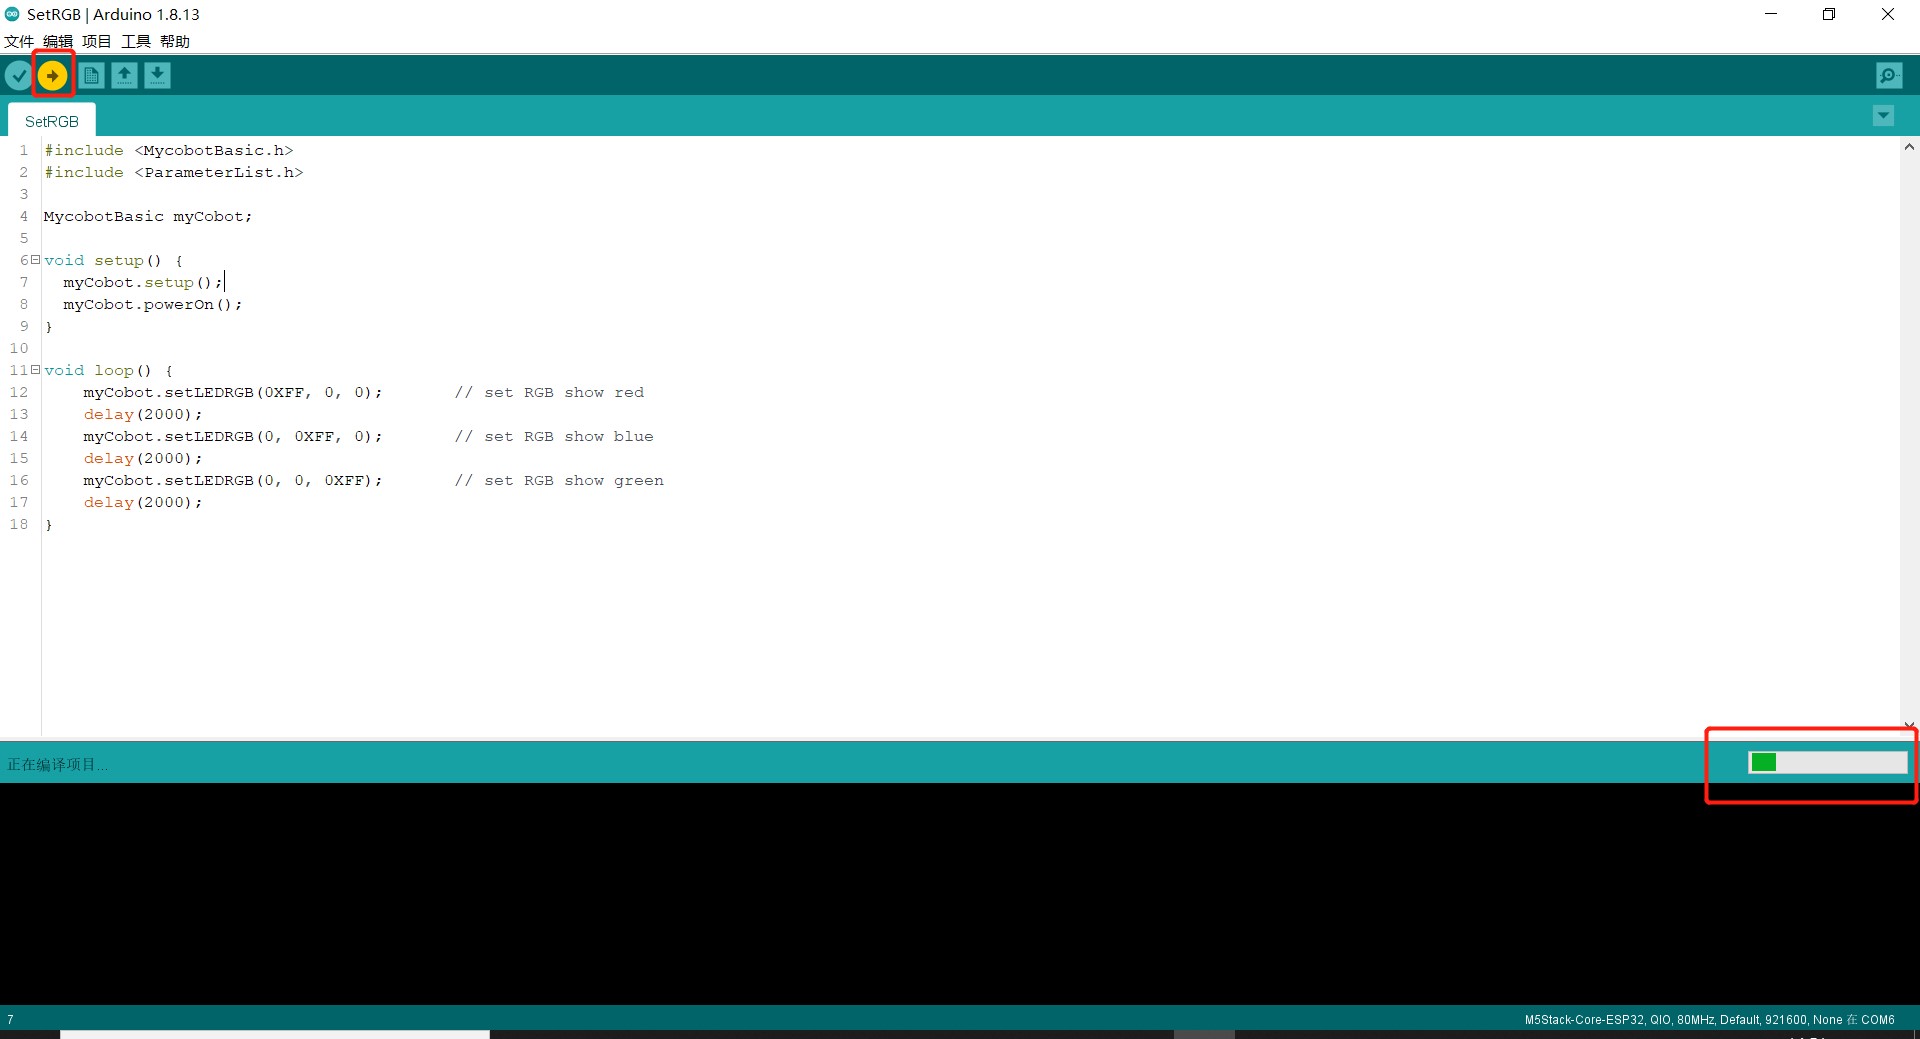 SetRGB | Arduino 1.8.13
文件 编辑 项目 工具 帮助
SetRGB
1 #include <MycobotBasic.h>
2 #include <ParameterList.h>
3
4 MycobotBasic myCobot;
5
6 void setup() {
7   myCobot.setup();
8   myCobot.powerOn();
9 }
10
11 void loop() {
12     myCobot.setLEDRGB(0XFF, 0, 0);       // set RGB show red
13     delay(2000);
14     myCobot.setLEDRGB(0, 0XFF, 0);       // set RGB show blue
15     delay(2000);
16     myCobot.setLEDRGB(0, 0, 0XFF);       // set RGB show green
17     delay(2000);
18 }
正在编译项目...
7
M5Stack-Core-ESP32, QIO, 80MHz, Default, 921600, None 在 COM6